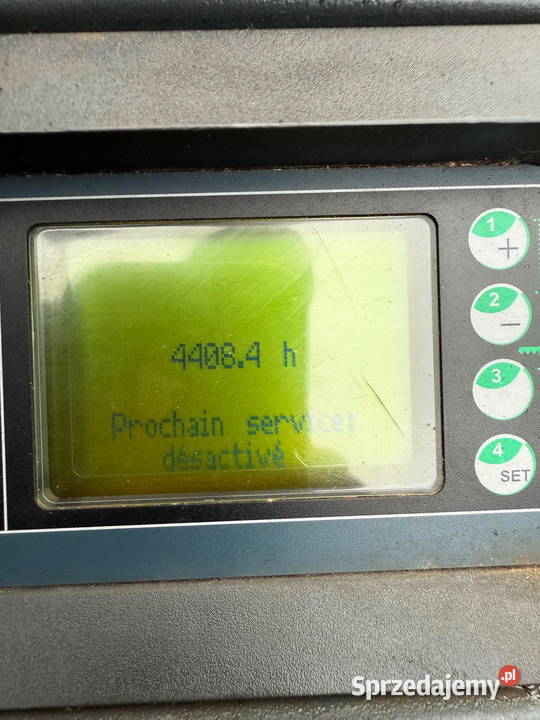 1
+
2
−
3
4408.4 h
Prochain service:
désactivé
4
SET
Sprzedajemy.pl